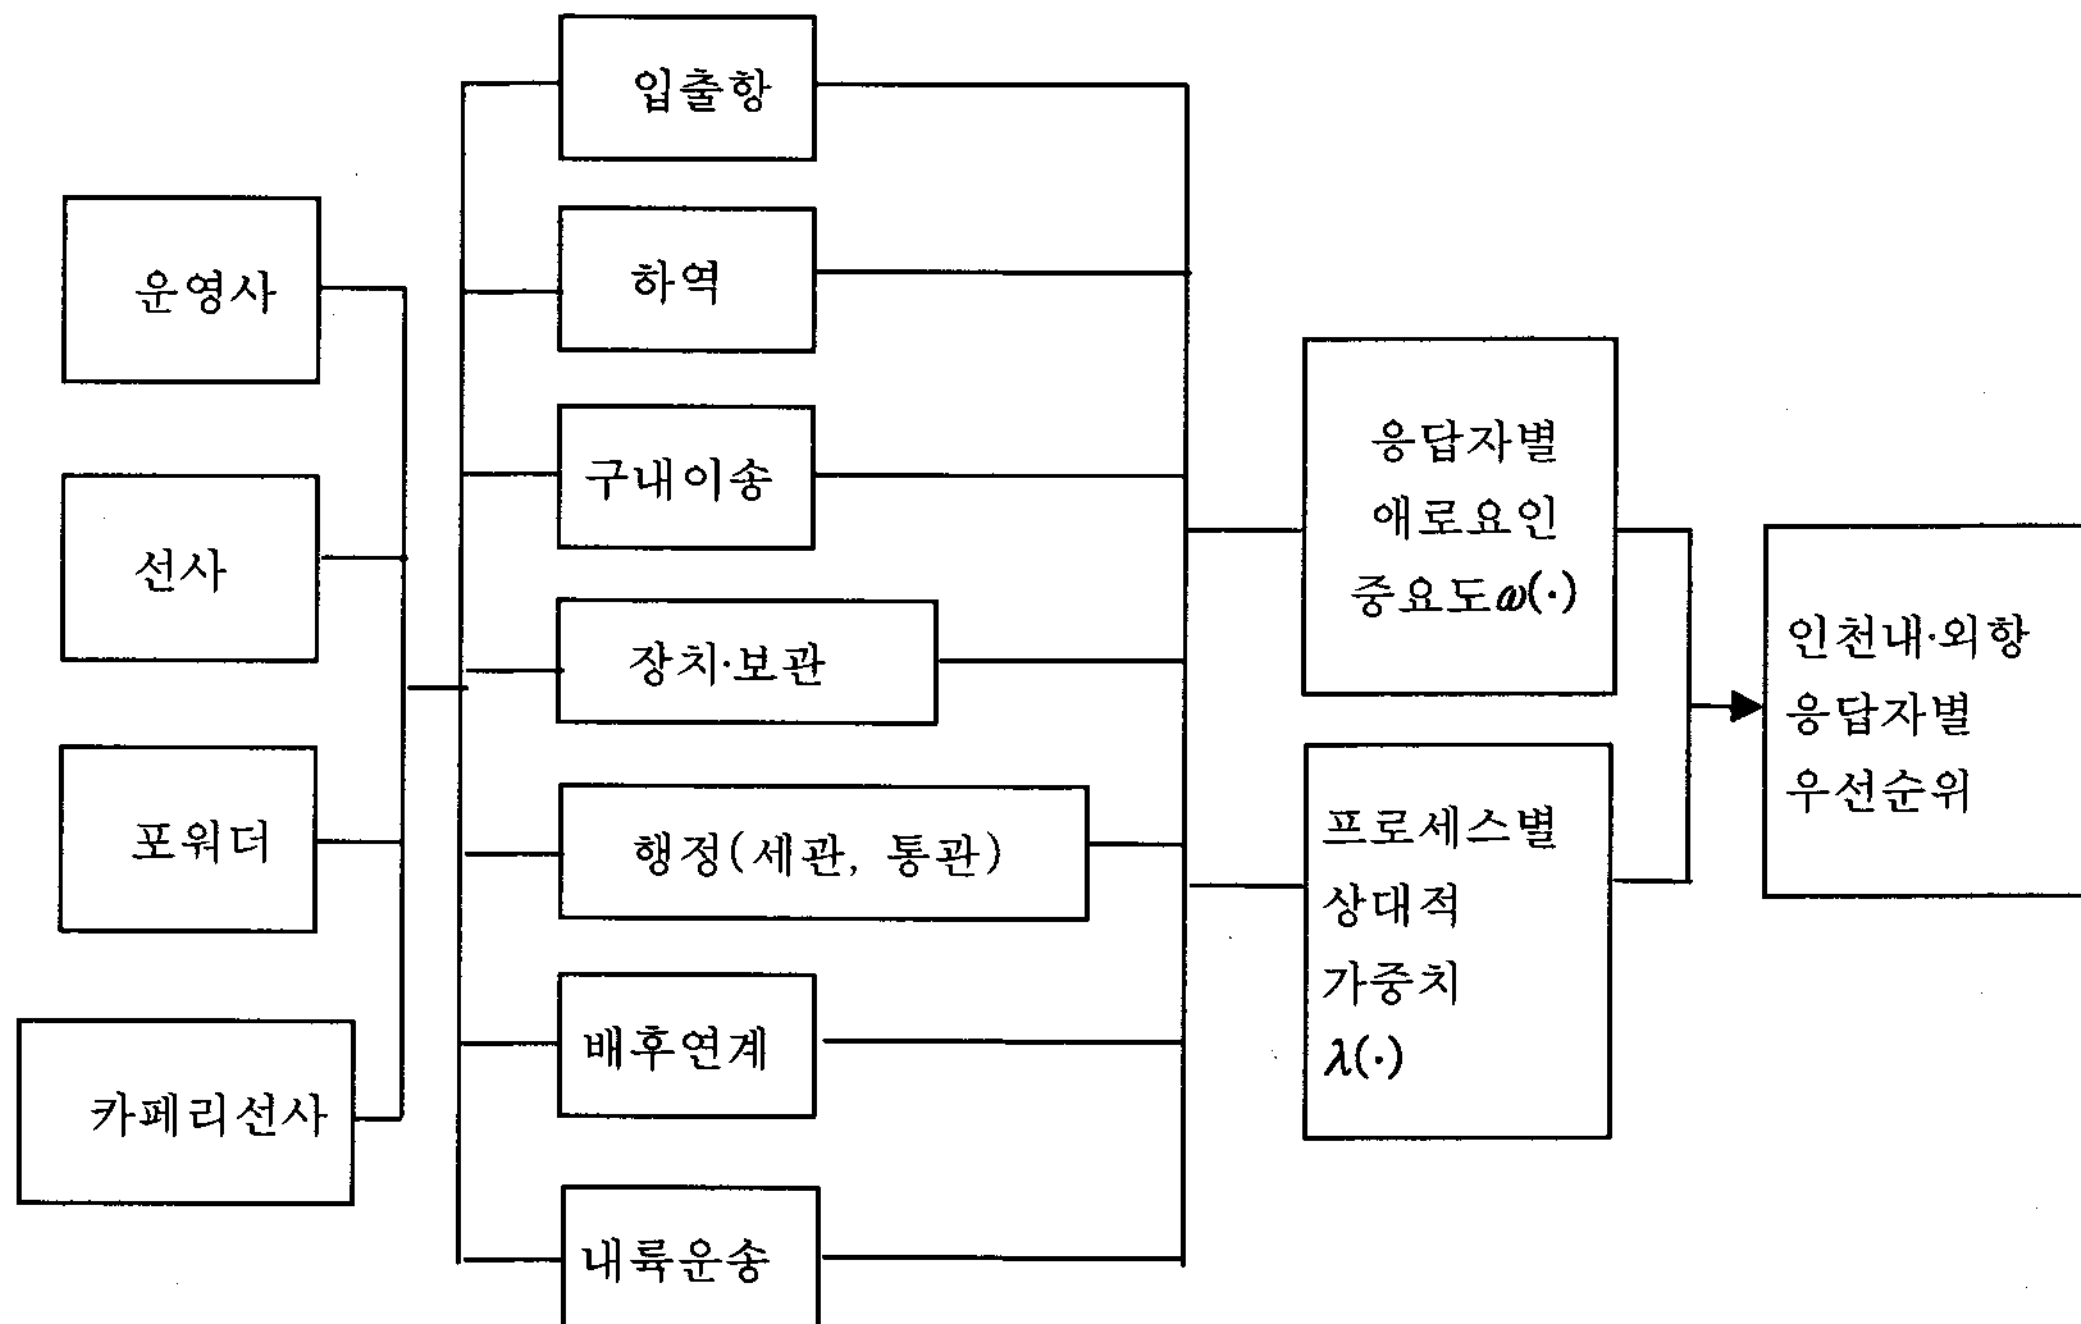 운영사
선사
포워더
카페리선사
입출항
하역
구내이송
장치·보관
행정(세관, 통관)
배후연계
내륙운송
응답자별
애로요인
중요도ω(·)
프로세스별
상대적
가중치
λ(·)
인천내·외항
응답자별
우선순위